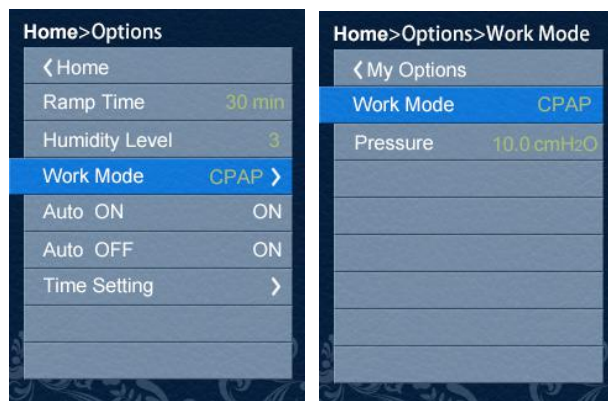 Home>Options
❮Home
Ramp Time 30 min
Humidity Level 3
Work Mode CPAP ❯
Auto ON ON
Auto OFF ON
Time Setting ❯
Home>Options>Work Mode
❮My Options
Work Mode CPAP
Pressure 10.0 cmH2O